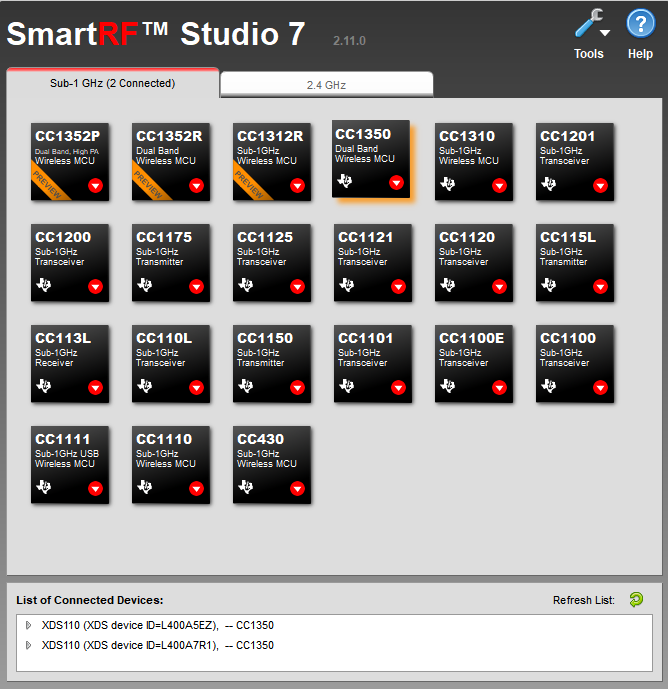 SmartRF™ Studio 7 2.11.0
Tools Help
Sub-1 GHz (2 Connected) 2.4 GHz
CC1352P
Dual Band, High PA
Wireless MCU
PREVIEW
CC1352R
Dual Band
Wireless MCU
PREVIEW
CC1312R
Sub-1GHz
Wireless MCU
PREVIEW
CC1350
Dual Band
Wireless MCU
CC1310
Sub-1GHz
Wireless MCU
CC1201
Sub-1GHz
Transceiver
CC1200
Sub-1GHz
Transceiver
CC1175
Sub-1GHz
Transmitter
CC1125
Sub-1GHz
Transceiver
CC1121
Sub-1GHz
Transceiver
CC1120
Sub-1GHz
Transceiver
CC115L
Sub-1GHz
Transmitter
CC113L
Sub-1GHz
Receiver
CC110L
Sub-1GHz
Transceiver
CC1150
Sub-1GHz
Transmitter
CC1101
Sub-1GHz
Transceiver
CC1100E
Sub-1GHz
Transceiver
CC1100
Sub-1GHz
Transceiver
CC1111
Sub-1GHz USB
Wireless MCU
CC1110
Sub-1GHz
Wireless MCU
CC430
Sub-1GHz
Wireless MCU
List of Connected Devices: Refresh List:
XDS110 (XDS device ID=L400A5EZ), -- CC1350
XDS110 (XDS device ID=L400A7R1), -- CC1350